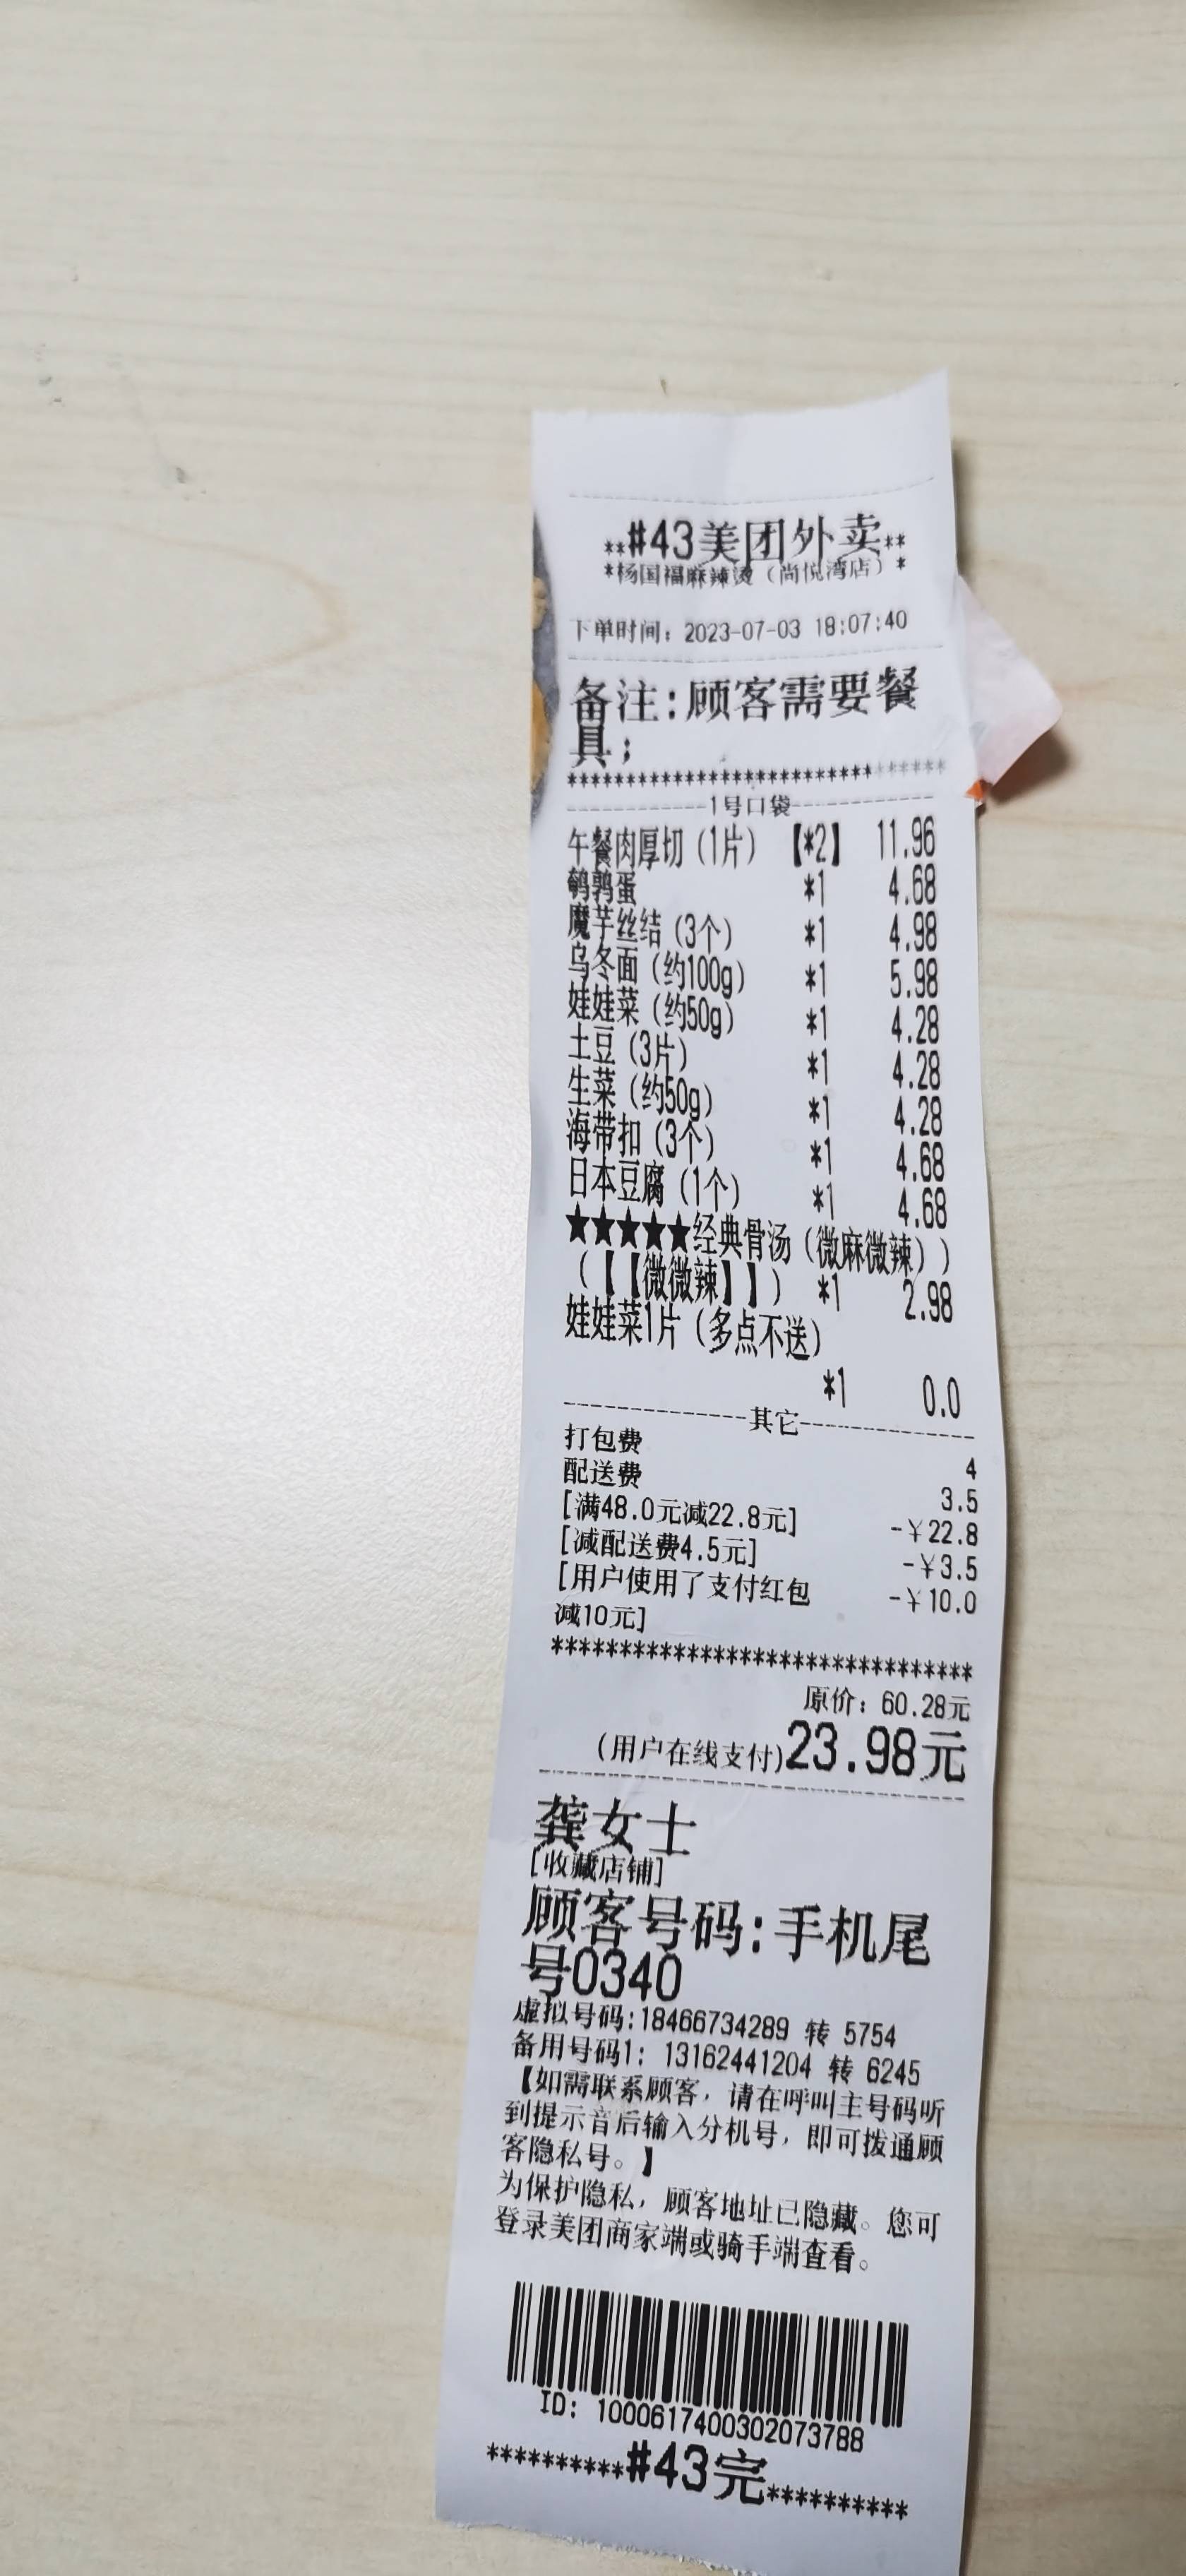 **#43美团外卖**
*杨国福麻辣烫（尚悦湾店）*
下单时间：2023-07-03 18:07:40
备注:顾客需要餐
具；
********************************
------------1号口袋------------
午餐肉厚切（1片） 【*2】 11.96
鹌鹑蛋 *1 4.68
魔芋丝结（3个） *1 4.98
乌冬面（约100g） *1 5.98
娃娃菜（约50g） *1 4.28
土豆（3片） *1 4.28
生菜（约50g） *1 4.28
海带扣（3个） *1 4.68
日本豆腐（1个） *1 4.68
★★★★★经典骨汤（微麻微辣））
（【【微微辣】】） *1 2.98
娃娃菜1片（多点不送）
*1 0.0
--------------其它--------------
打包费 4
配送费 3.5
[满48.0元减22.8元] -￥22.8
[减配送费4.5元] -￥3.5
[用户使用了支付红包 -￥10.0
减10元]
********************************
原价：60.28元
(用户在线支付)23.98元
龚女士
[收藏店铺]
顾客号码:手机尾
号0340
虚拟号码:18466734289 转 5754
备用号码1: 13162441204 转 6245
【如需联系顾客，请在呼叫主号码听
到提示音后输入分机号，即可拨通顾
客隐私号。】
为保护隐私，顾客地址已隐藏。您可
登录美团商家端或骑手端查看。
ID: 1000617400302073788
**********#43完**********